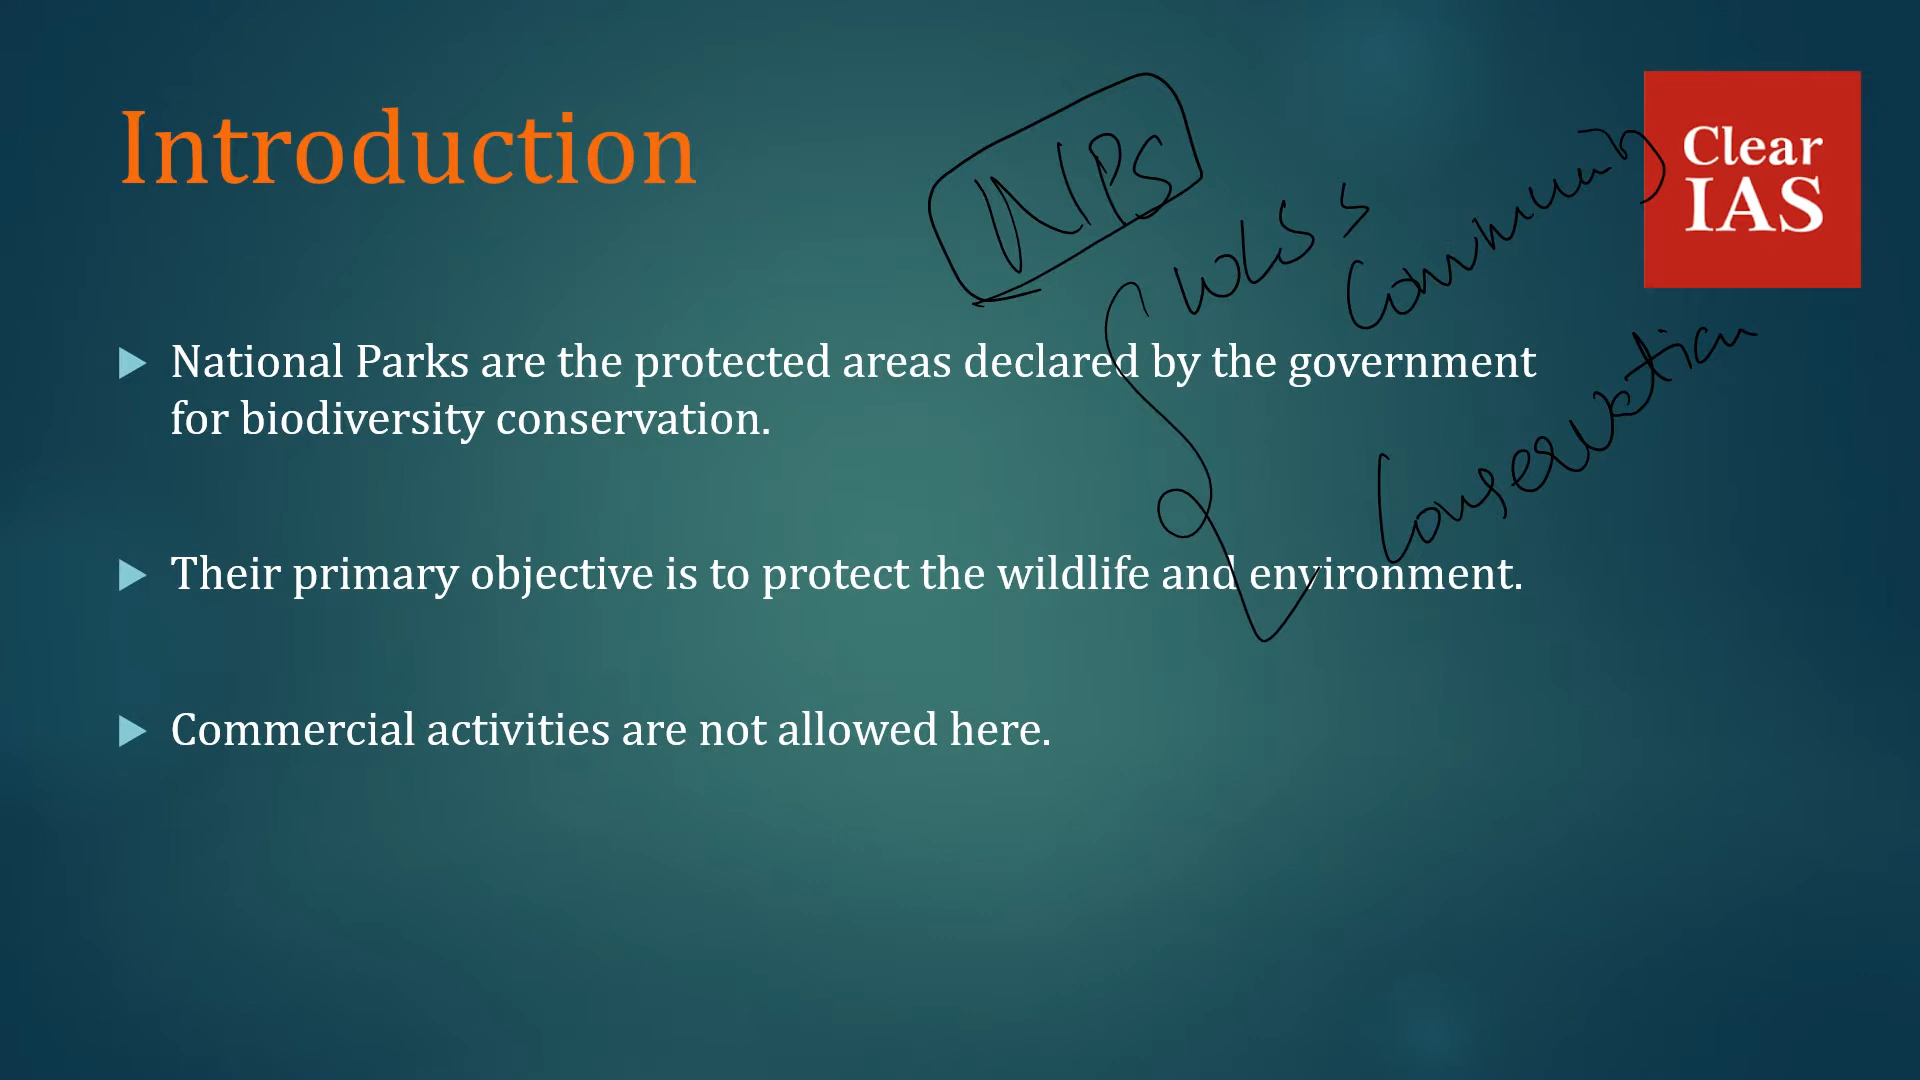 Introduction
NPS
WLS >
Community
Conservation
Clear
IAS
National Parks are the protected areas declared by the government
for biodiversity conservation.
Their primary objective is to protect the wildlife and environment.
Commercial activities are not allowed here.